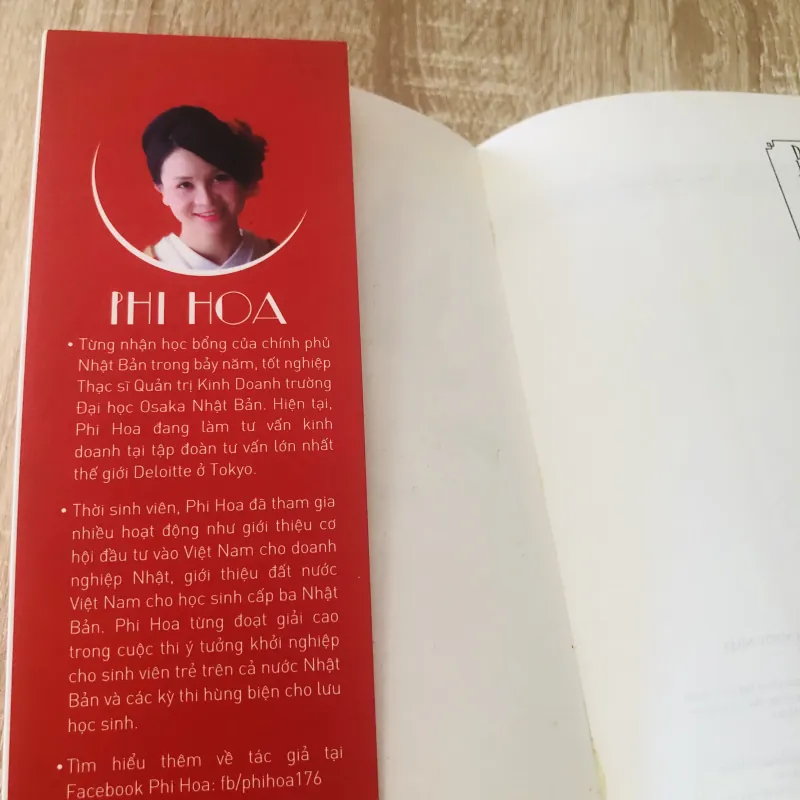 PHI HOA
• Từng nhận học bổng của chính phủ
Nhật Bản trong bảy năm, tốt nghiệp
Thạc sĩ Quản trị Kinh Doanh trường
Đại học Osaka Nhật Bản. Hiện tại,
Phi Hoa đang làm tư vấn kinh
doanh tại tập đoàn tư vấn lớn nhất
thế giới Deloitte ở Tokyo.
• Thời sinh viên, Phi Hoa đã tham gia
nhiều hoạt động như giới thiệu cơ
hội đầu tư vào Việt Nam cho doanh
nghiệp Nhật, giới thiệu đất nước
Việt Nam cho học sinh cấp ba Nhật
Bản. Phi Hoa từng đoạt giải cao
trong cuộc thi ý tưởng khởi nghiệp
cho sinh viên trẻ trên cả nước Nhật
Bản và các kỳ thi hùng biện cho lưu
học sinh.
• Tìm hiểu thêm về tác giả tại
Facebook Phi Hoa: fb/phihoa176